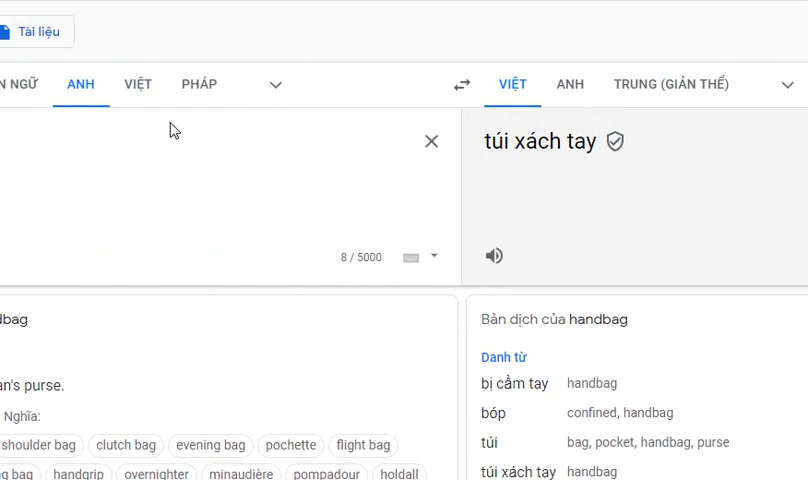 Tài liệu
N NGỮ ANH VIỆT PHÁP VIỆT ANH TRUNG (GIẢN THỂ)
túi xách tay
8 / 5000
dbag
an's purse.
Nghĩa:
shoulder bag clutch bag evening bag pochette flight bag
ng bag handgrip overnighter minaudière pompadour holdall
Bản dịch của handbag
Danh từ
bị cầm tay handbag
bóp confined, handbag
túi bag, pocket, handbag, purse
túi xách tay handbag